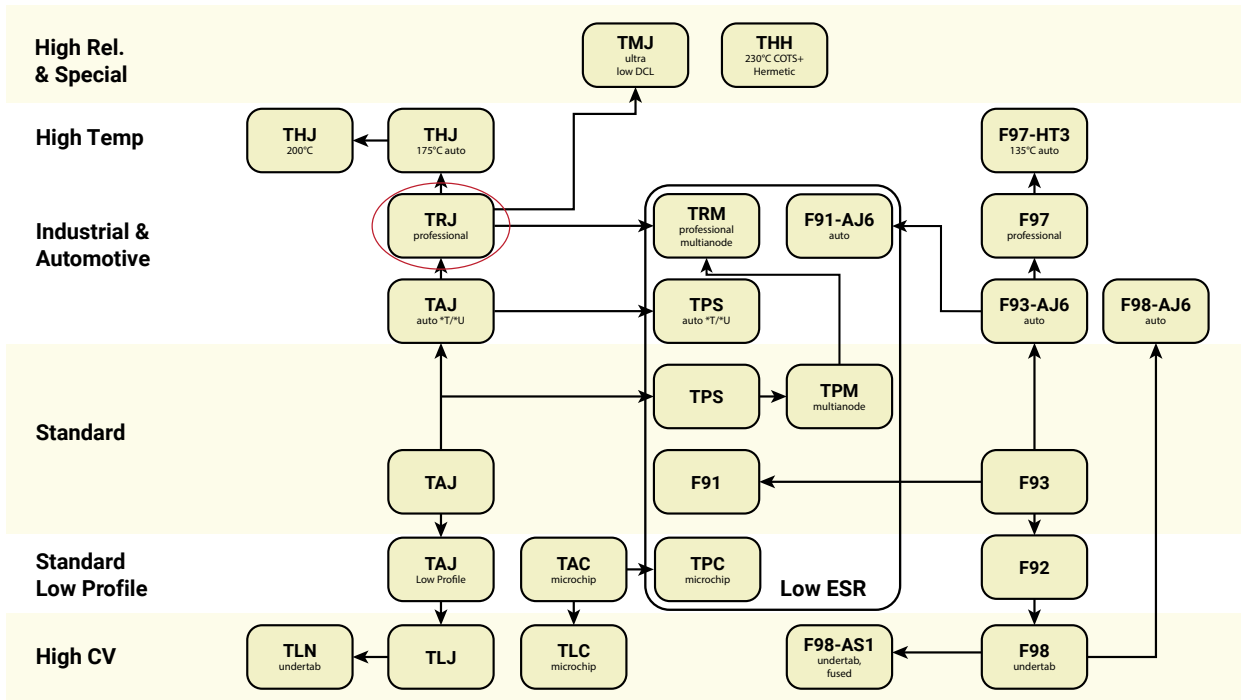 High Rel.
& Special
TMJ
ultra
low DCL
THH
230°C COTS+
Hermetic
High Temp
THJ
200°C
THJ
175°C auto
F97-HT3
135°C auto
Industrial &
Automotive
TRJ
professional
TRM
professional
multianode
F91-AJ6
auto
F97
professional
TAJ
auto *T/*U
TPS
auto *T/*U
F93-AJ6
auto
F98-AJ6
auto
Standard
TPS
TPM
multianode
TAJ
F91
F93
Standard
Low Profile
TAJ
Low Profile
TAC
microchip
TPC
microchip
Low ESR
F92
High CV
TLN
undertab
TLJ
TLC
microchip
F98-AS1
undertab,
fused
F98
undertab